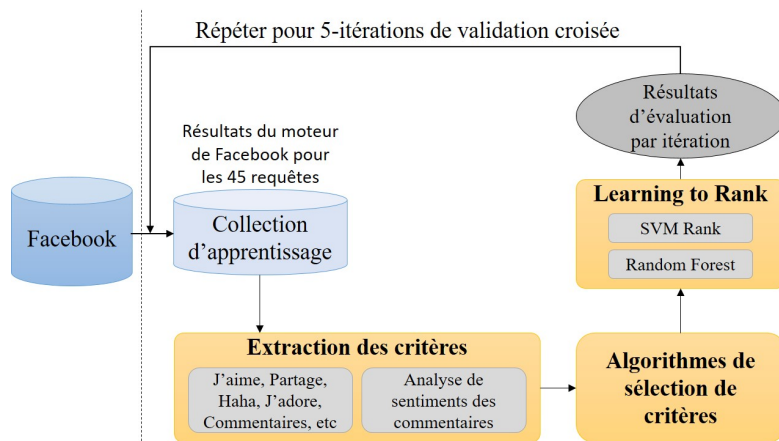 Répéter pour 5-itérations de validation croisée
Résultats
d'évaluation
par itération
Résultats du moteur
de Facebook pour
les 45 requêtes
Facebook
Collection
d'apprentissage
Learning to Rank
SVM Rank
Random Forest
Extraction des critères
J'aime, Partage,
Haha, J'adore,
Commentaires, etc
Analyse de
sentiments des
commentaires
Algorithmes de
sélection de
critères